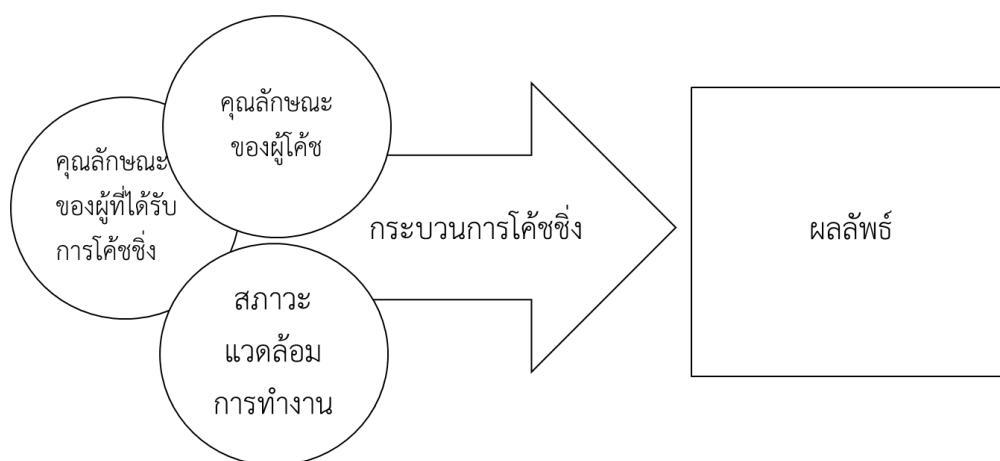 คุณลักษณะ
ของผู้โค้ช
คุณลักษณะ
ของผู้ที่ได้รับ
การโค้ชชิ่ง
สภาวะ
แวดล้อม
การทำงาน
กระบวนการโค้ชชิ่ง
ผลลัพธ์